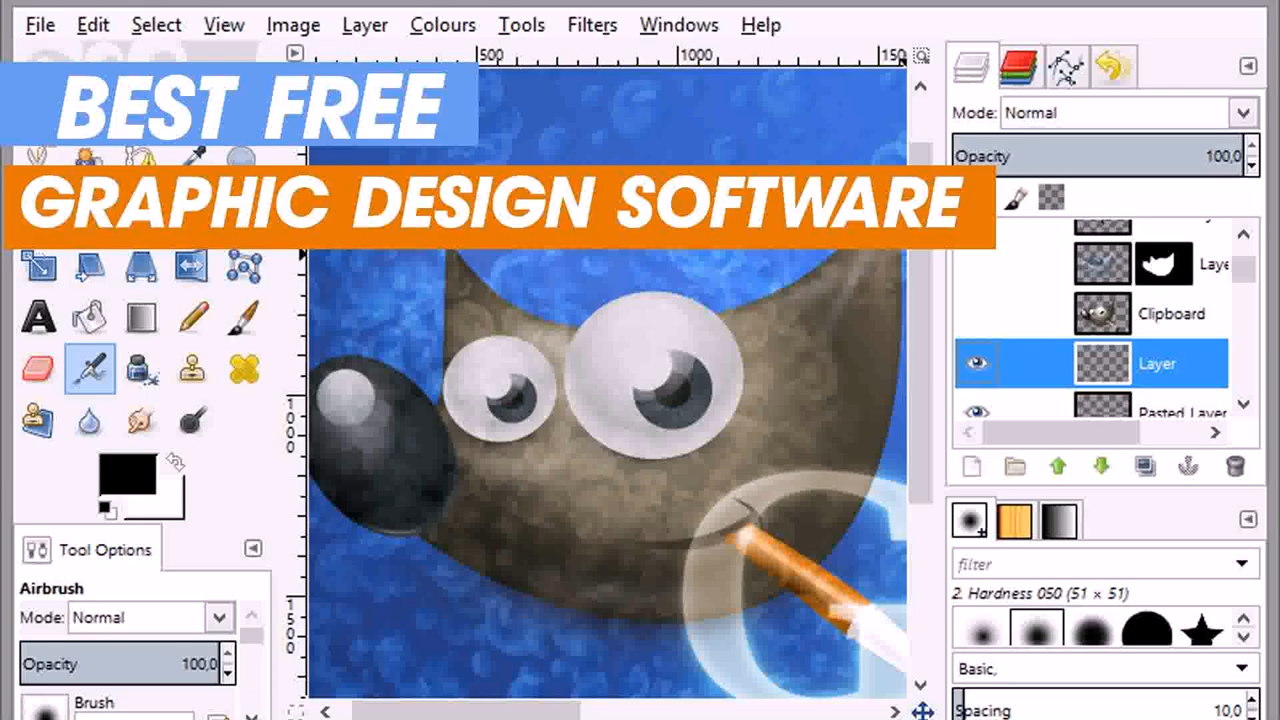 File Edit Select View Image Layer Colours Tools Filters Windows Help
500 1000 150
BEST FREE
GRAPHIC DESIGN SOFTWARE
Mode: Normal
Opacity 100,0
Laye
Clipboard
Layer
Pasted Layer
1000
1500
Tool Options
Airbrush
Mode: Normal
Opacity 100,0
Brush
filter
2. Hardness 050 (51 × 51)
Basic,
Spacing 10,0